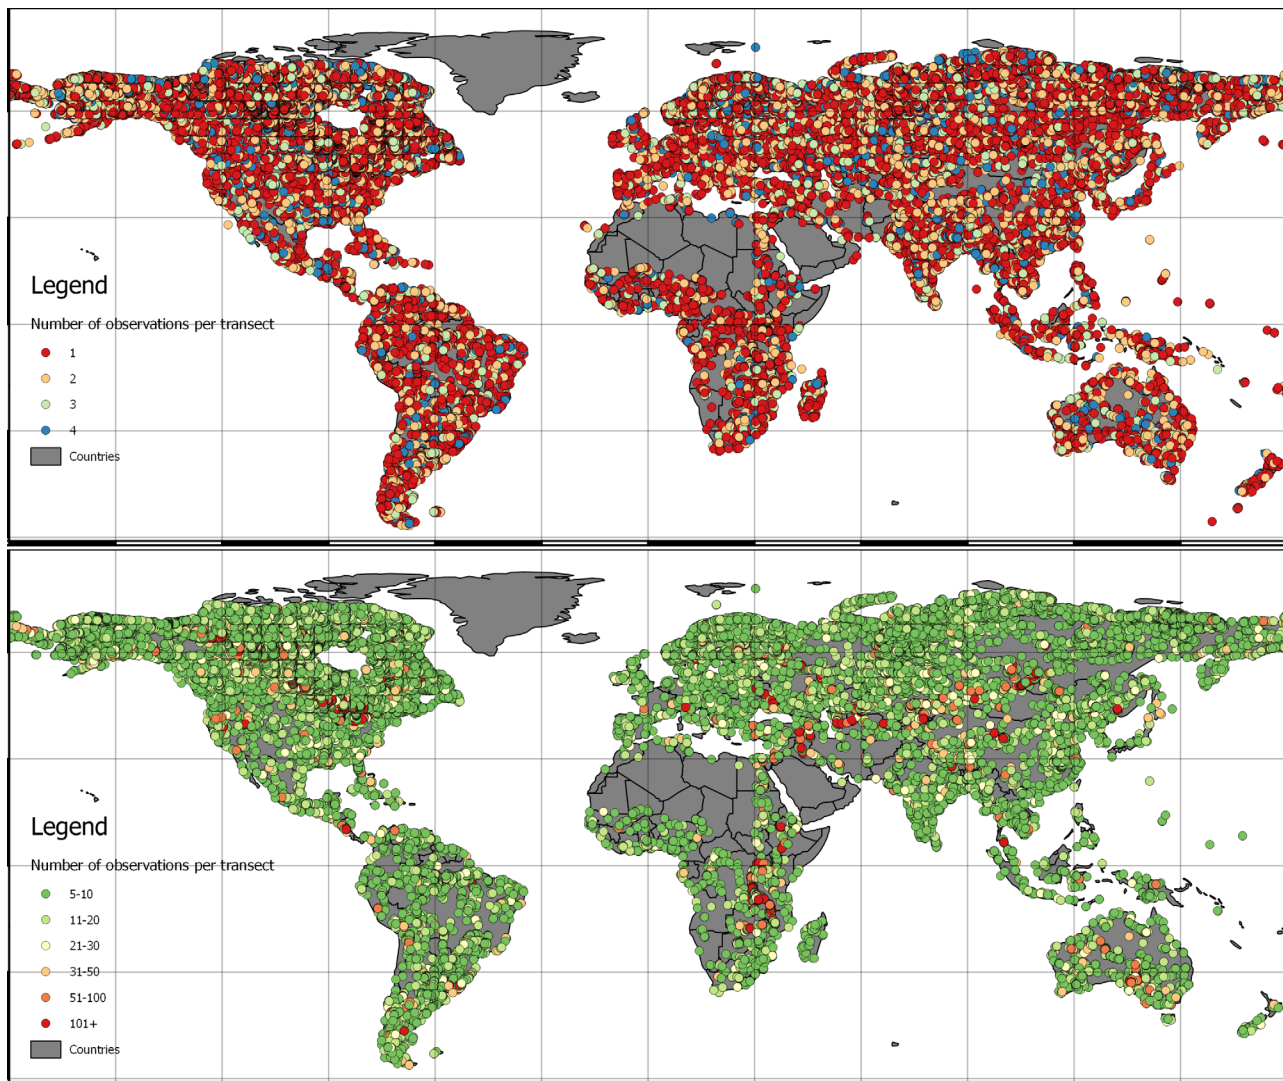 Legend
Number of observations per transect
1
2
3
4
Countries
Legend
Number of observations per transect
5-10
11-20
21-30
31-50
51-100
101+
Countries